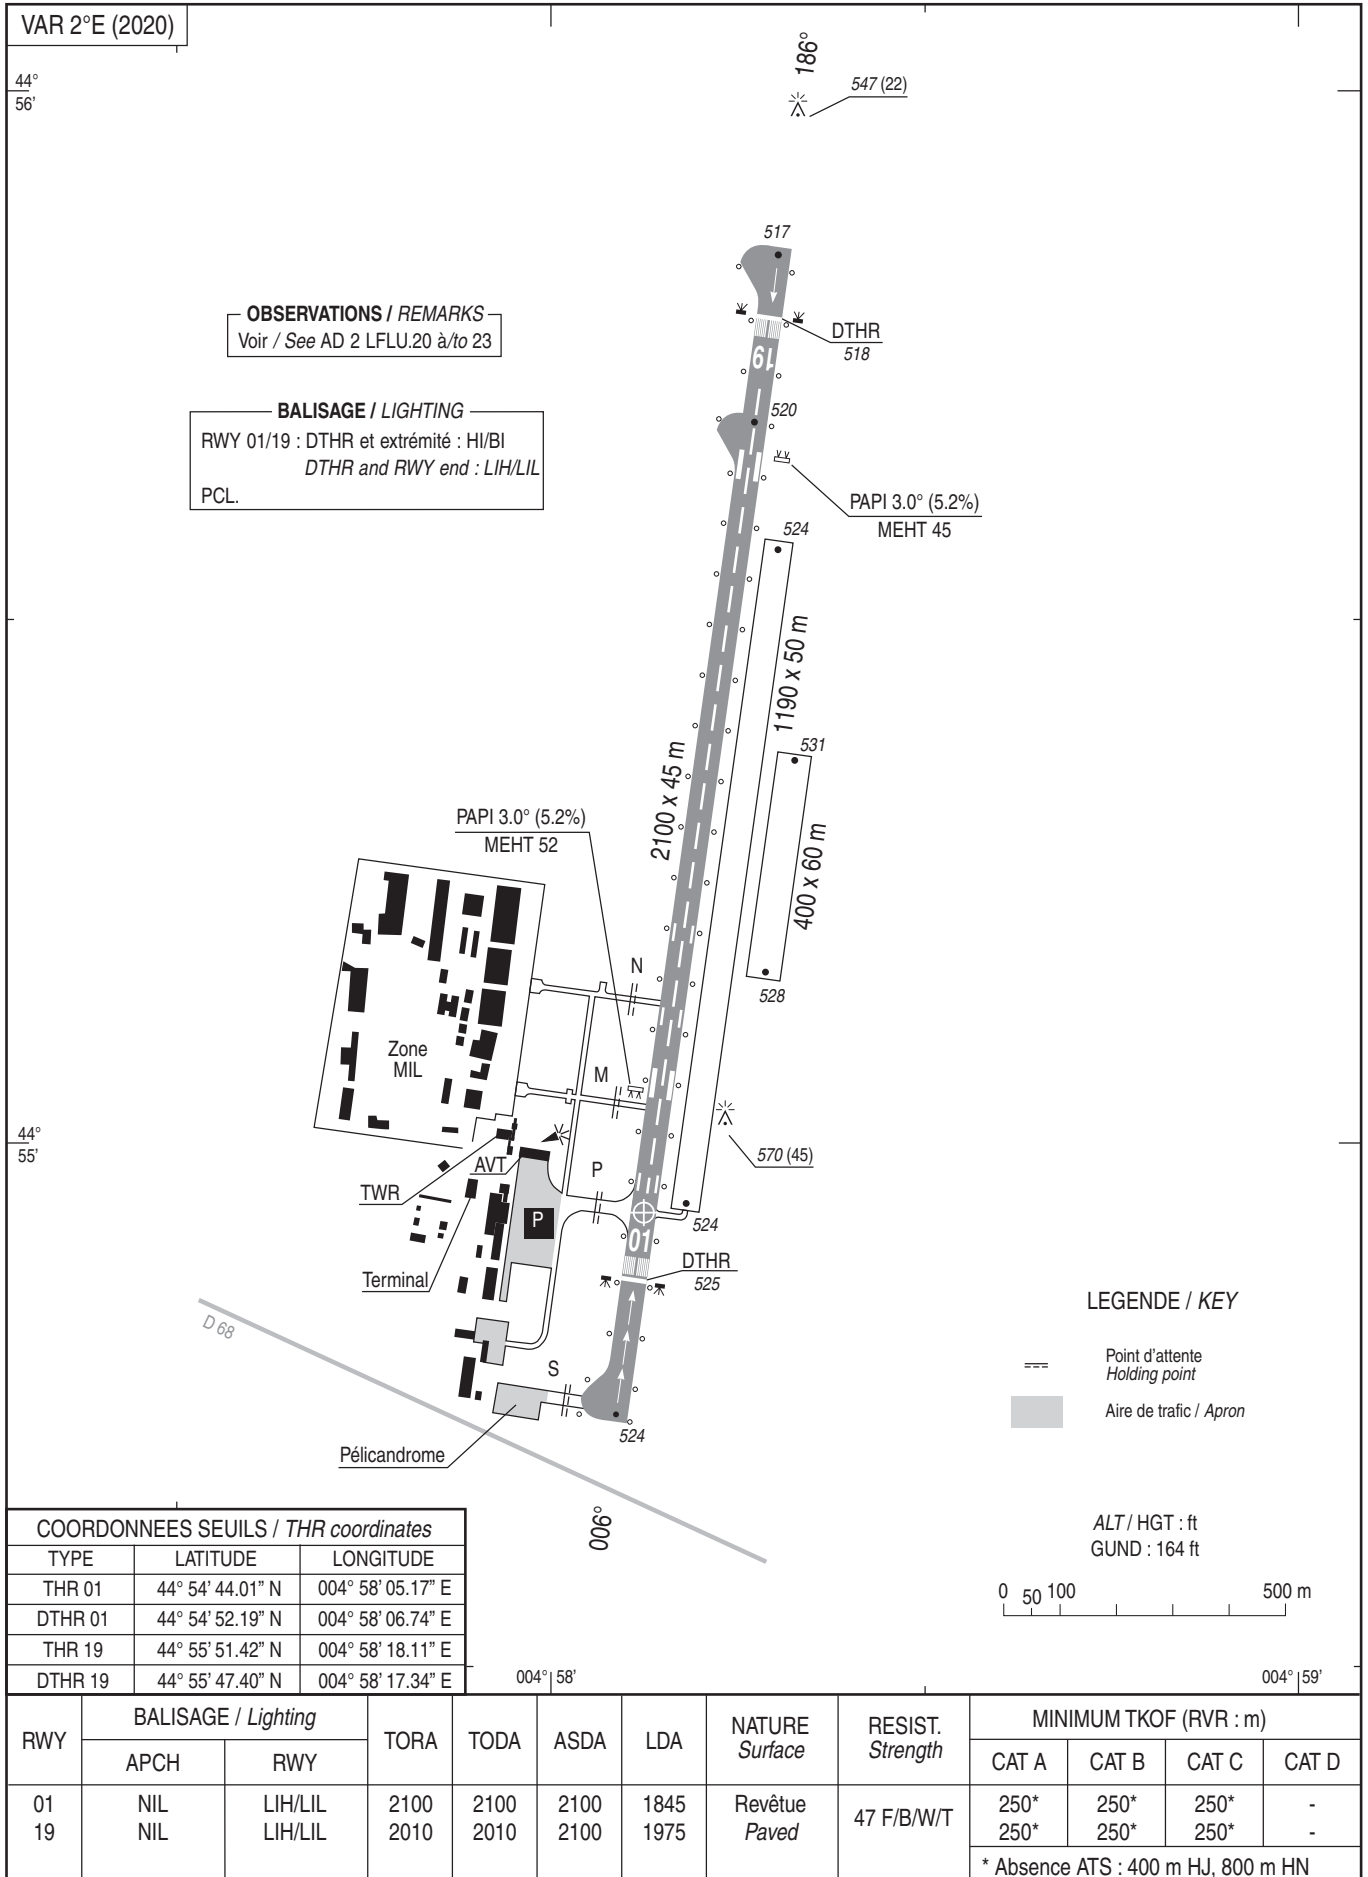 VAR 2°E (2020)
186°
44°
56'
547 (22)
517
OBSERVATIONS / REMARKS
Voir / See AD 2 LFLU.20 à/to 23
DTHR
518
19
520
BALISAGE / LIGHTING
RWY 01/19 : DTHR et extrémité : HI/BI
DTHR and RWY end : LIH/LIL
PCL.
PAPI 3.0° (5.2%)
MEHT 45
524
1190 x 50 m
2100 x 45 m
531
400 x 60 m
PAPI 3.0° (5.2%)
MEHT 52
N
528
Zone
MIL
M
44°
55'
570 (45)
AVT
P
TWR
P
524
01
DTHR
525
Terminal
D 68
LEGENDE / KEY
Point d'attente
Holding point
S
Aire de trafic / Apron
524
Pélicandrome
006°
ALT / HGT : ft
GUND : 164 ft
0 50 100 500 m
COORDONNEES SEUILS / THR coordinates
TYPE LATITUDE LONGITUDE
THR 01 44° 54' 44.01" N 004° 58' 05.17" E
DTHR 01 44° 54' 52.19" N 004° 58' 06.74" E
THR 19 44° 55' 51.42" N 004° 58' 18.11" E
DTHR 19 44° 55' 47.40" N 004° 58' 17.34" E
004° 58' 004° 59'
RWY BALISAGE / Lighting TORA TODA ASDA LDA NATURE RESIST. MINIMUM TKOF (RVR : m)
Surface Strength
APCH RWY CAT A CAT B CAT C CAT D
01 NIL LIH/LIL 2100 2100 2100 1845 Revêtue 47 F/B/W/T 250* 250* 250* -
19 NIL LIH/LIL 2010 2010 2100 1975 Paved 250* 250* 250* -
* Absence ATS : 400 m HJ, 800 m HN